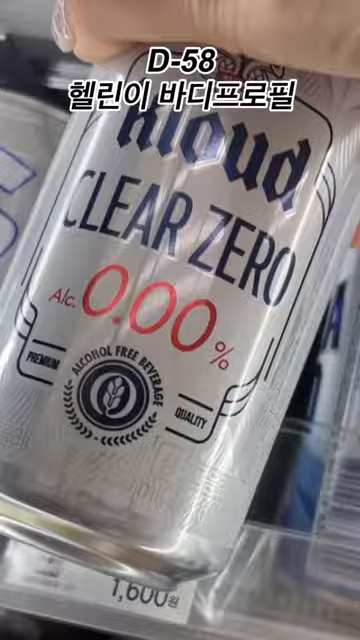 D-58
헬린이 바디프로필
Kloud
CLEAR ZERO
Alc. 0.00%
ALCOHOL FREE BEVERAGE
PREMIUM
QUALITY
1,600원